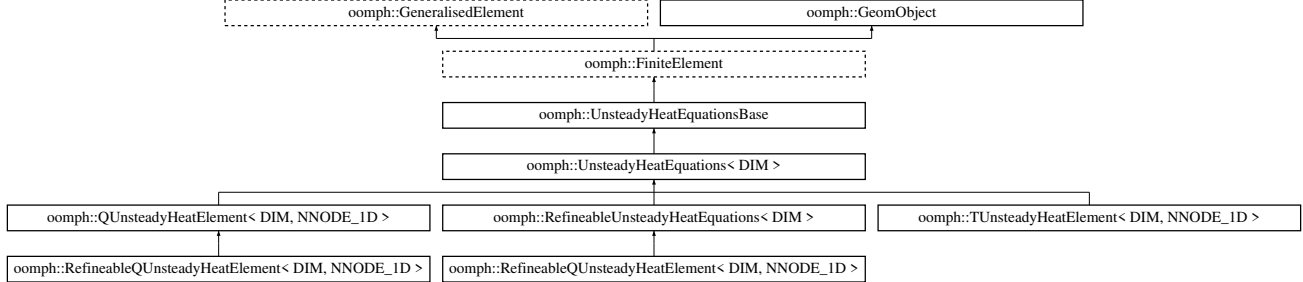 oomph::GeneralisedElement
oomph::GeomObject
oomph::FiniteElement
oomph::UnsteadyHeatEquationsBase
oomph::UnsteadyHeatEquations< DIM >
oomph::QUnsteadyHeatElement< DIM, NNODE_1D >
oomph::RefineableUnsteadyHeatEquations< DIM >
oomph::TUnsteadyHeatElement< DIM, NNODE_1D >
oomph::RefineableQUnsteadyHeatElement< DIM, NNODE_1D >
oomph::RefineableQUnsteadyHeatElement< DIM, NNODE_1D >